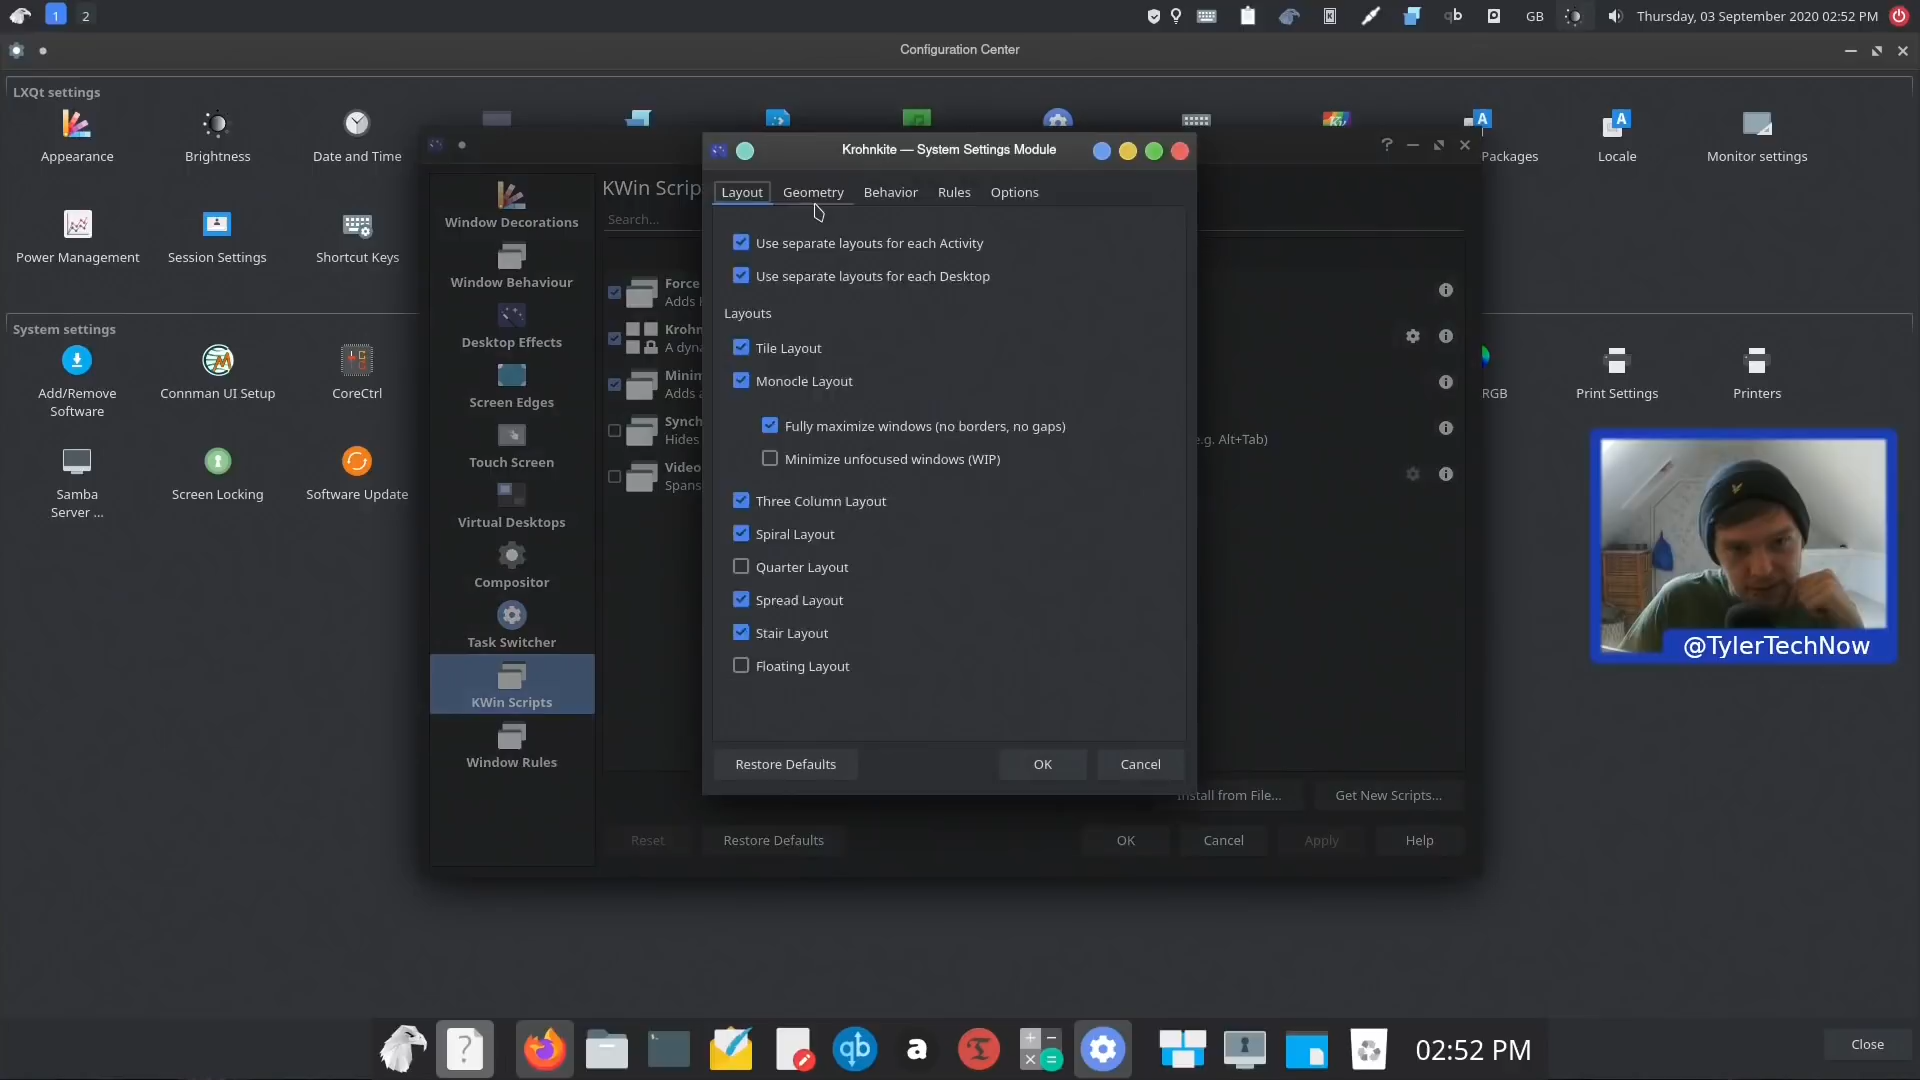 1
2
GB
Thursday, 03 September 2020 02:52 PM
Configuration Center
LXQt settings
Appearance
Brightness
Date and Time
Packages
Locale
Monitor settings
Power Management
Session Settings
Shortcut Keys
System settings
Add/Remove
Software
Connman UI Setup
CoreCtrl
RGB
Print Settings
Printers
Samba
Server ...
Screen Locking
Software Update
Window Decorations
Window Behaviour
Desktop Effects
Screen Edges
Touch Screen
Virtual Desktops
Compositor
Task Switcher
KWin Scripts
Window Rules
KWin Scrip
Search...
Force
Adds
Krohn
A dyna
Minim
Adds a
Synch
Hides
e.g. Alt+Tab)
Video
Spans
Install from File...
Get New Scripts...
Reset
Restore Defaults
OK
Cancel
Apply
Help
Krohnkite — System Settings Module
Layout
Geometry
Behavior
Rules
Options
Use separate layouts for each Activity
Use separate layouts for each Desktop
Layouts
Tile Layout
Monocle Layout
Fully maximize windows (no borders, no gaps)
Minimize unfocused windows (WIP)
Three Column Layout
Spiral Layout
Quarter Layout
Spread Layout
Stair Layout
Floating Layout
Restore Defaults
OK
Cancel
@TylerTechNow
02:52 PM
Close